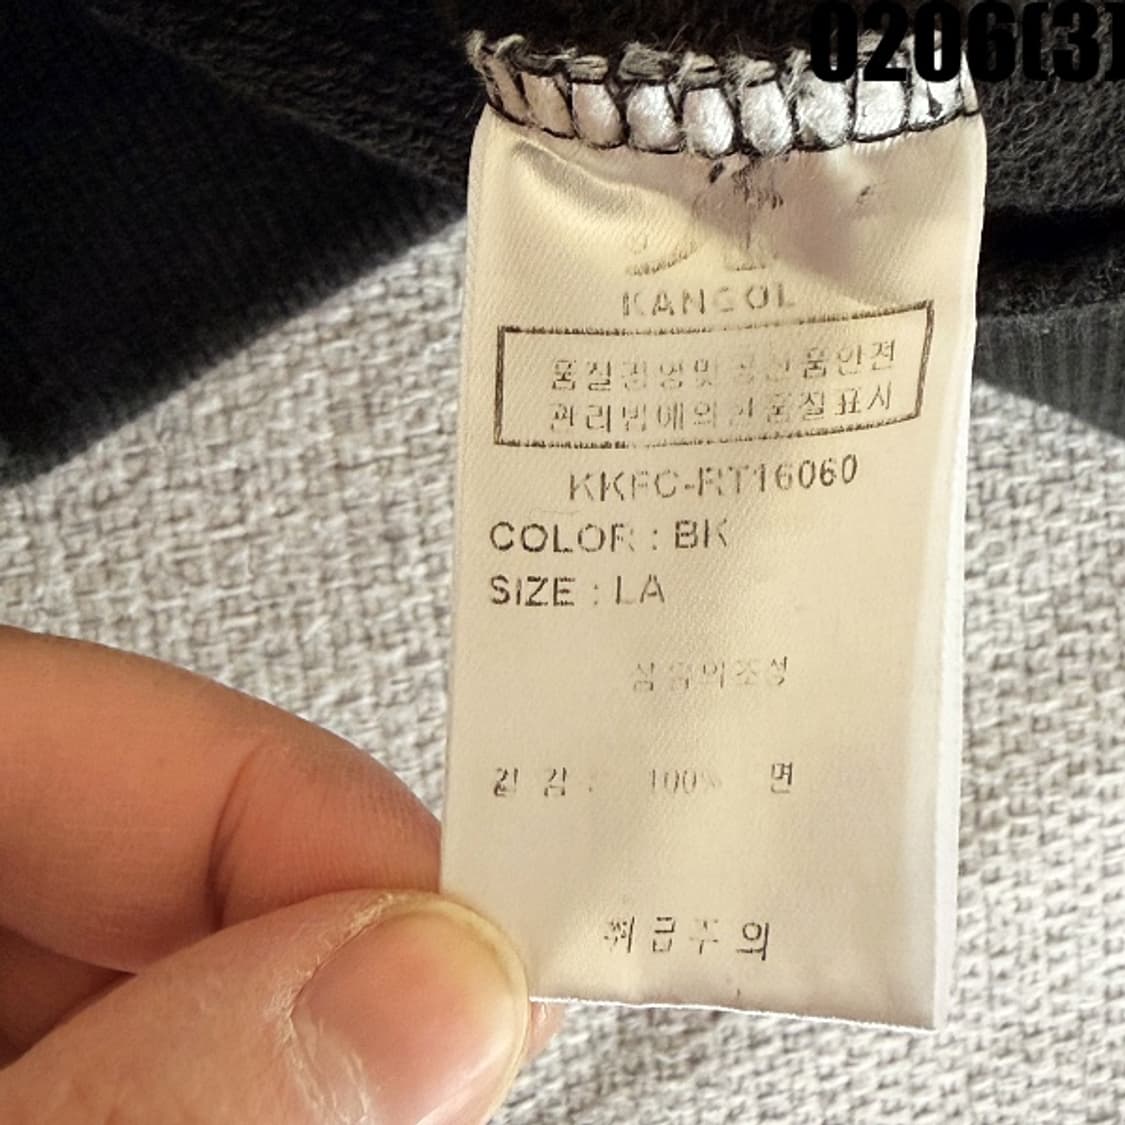 0206(3)
KANGOL
품질경영및공산품안전
관리법에의한품질표시
KKFC-RT16060
COLOR : BK
SIZE : LA
섬유의조성
겉 감 : 100% 면
취급주의